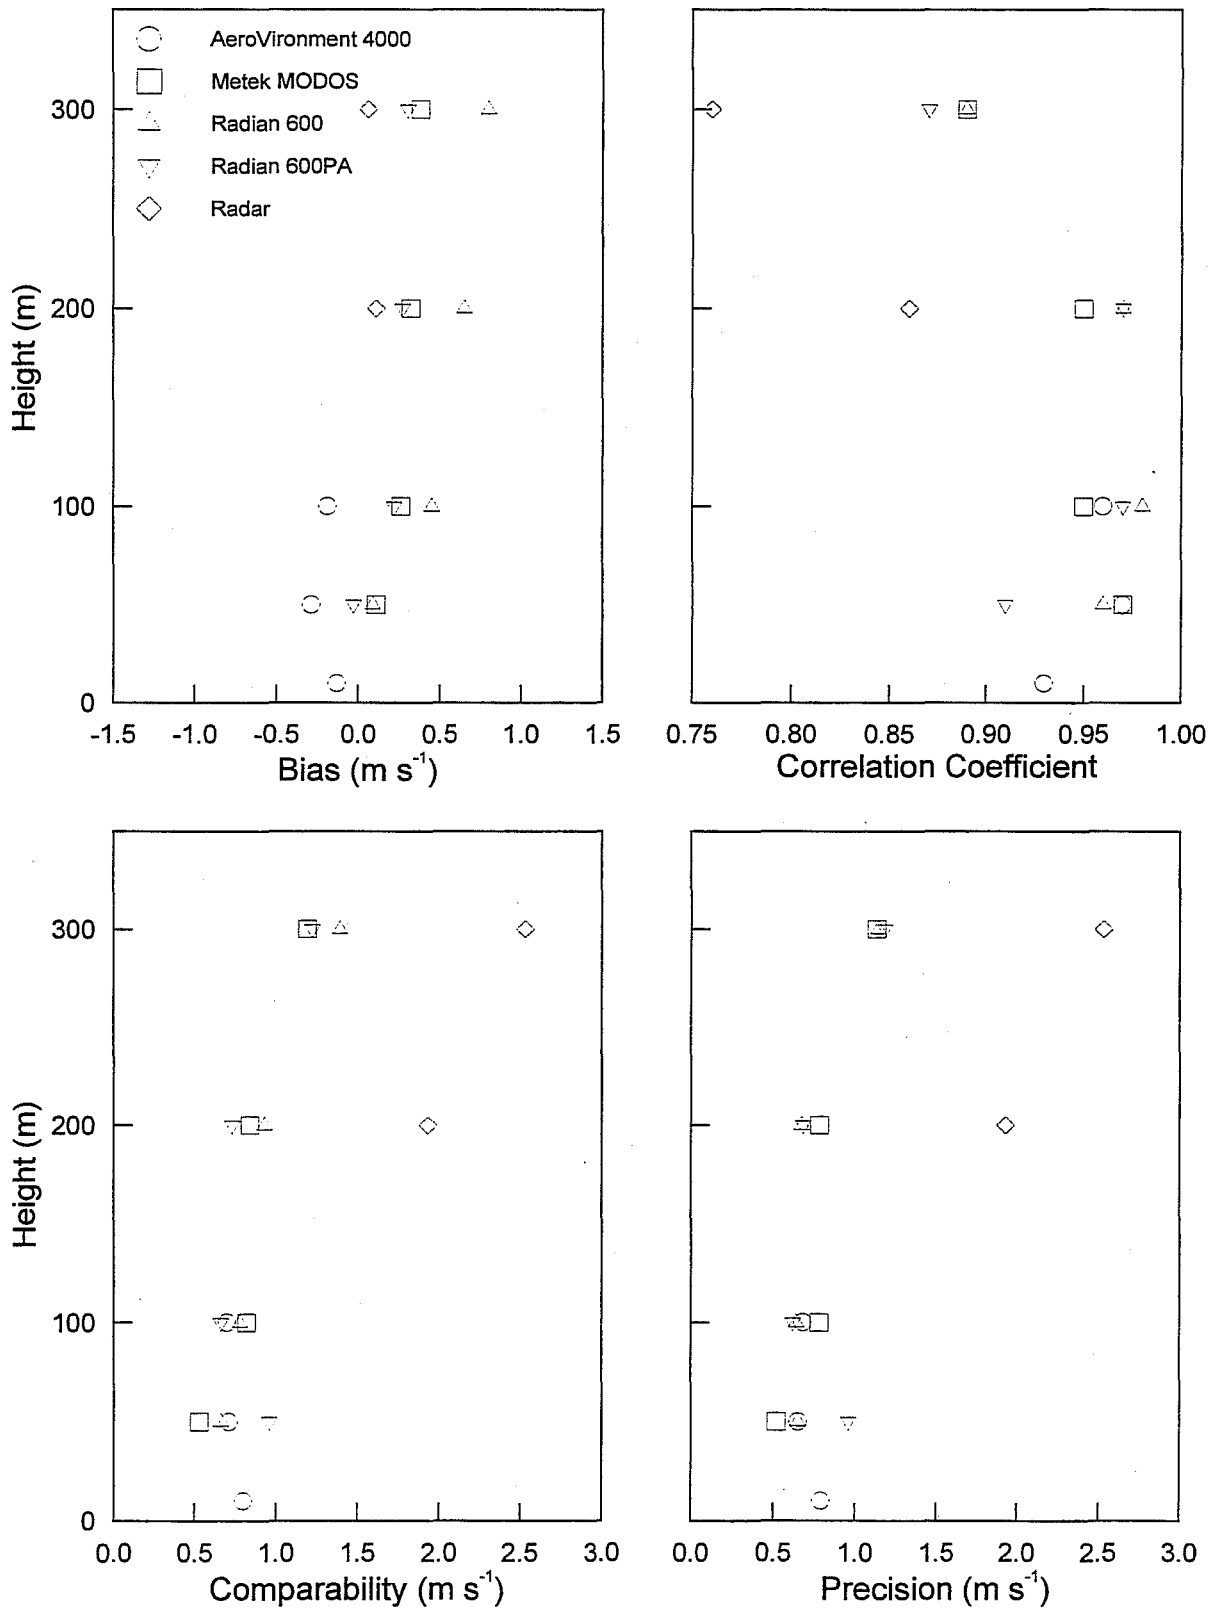 AeroVironment 4000
Metek MODOS
Radian 600
Radian 600PA
Radar
300
200
100
0
Height (m)
-1.5 -1.0 -0.5 0.0 0.5 1.0 1.5
Bias (m s⁻¹)
0.75 0.80 0.85 0.90 0.95 1.00
Correlation Coefficient
300
200
100
0
Height (m)
0.0 0.5 1.0 1.5 2.0 2.5 3.0
Comparability (m s⁻¹)
0.0 0.5 1.0 1.5 2.0 2.5 3.0
Precision (m s⁻¹)